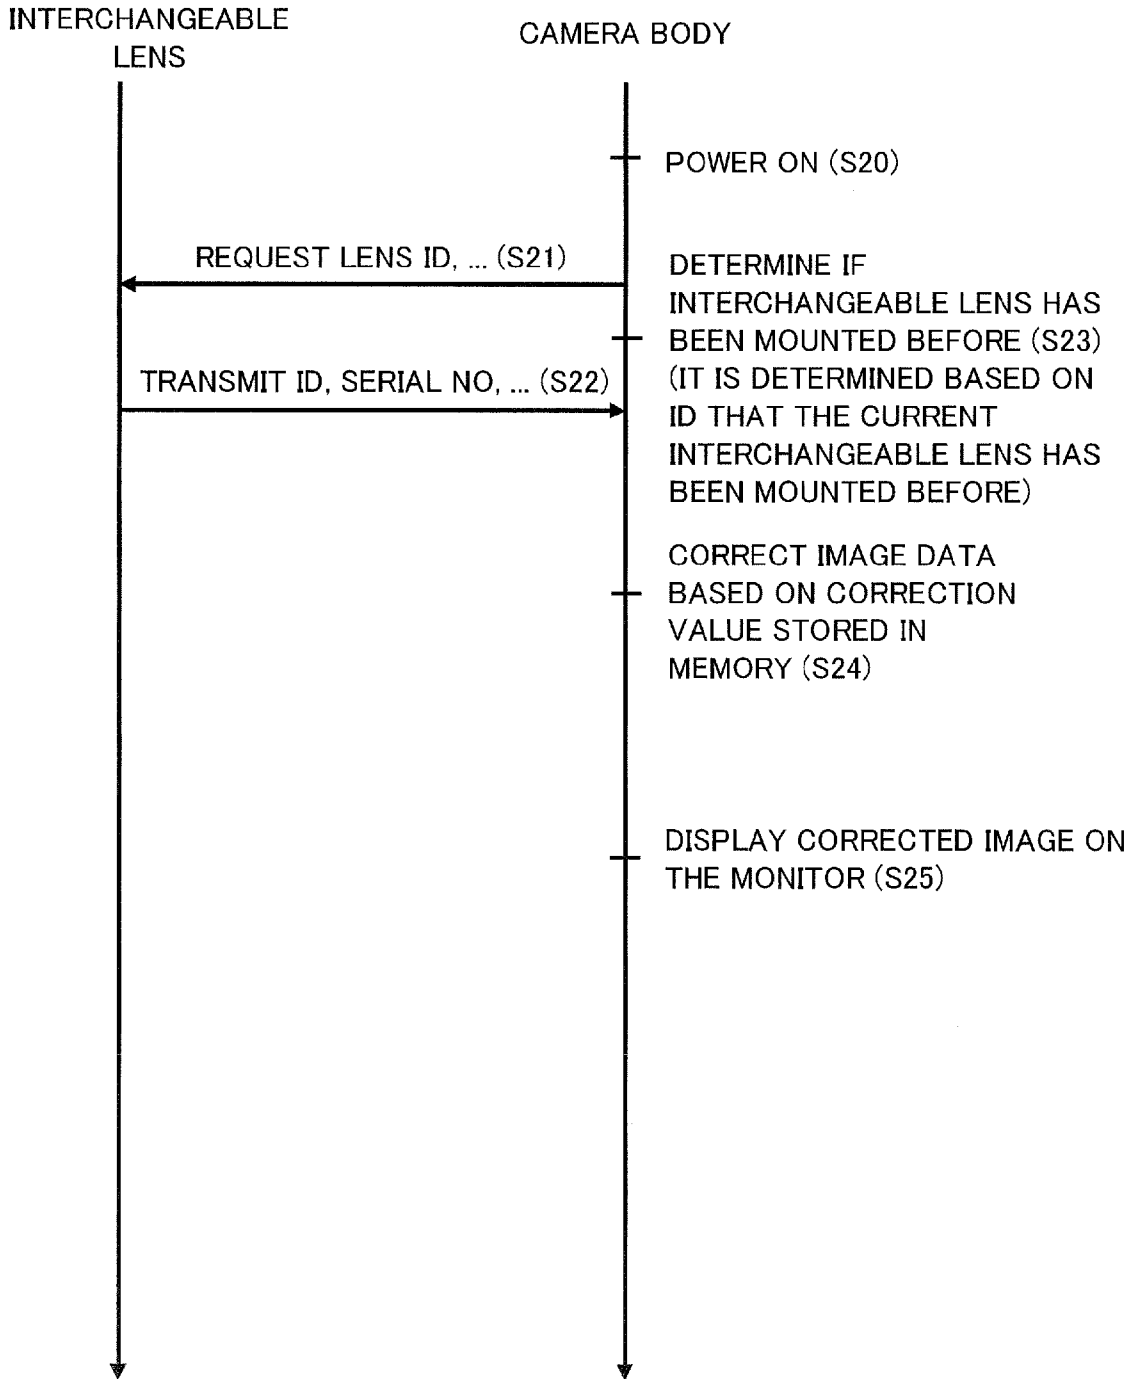 INTERCHANGEABLE
LENS
CAMERA BODY
POWER ON (S20)
REQUEST LENS ID, ... (S21)
DETERMINE IF
INTERCHANGEABLE LENS HAS
BEEN MOUNTED BEFORE (S23)
(IT IS DETERMINED BASED ON
ID THAT THE CURRENT
INTERCHANGEABLE LENS HAS
BEEN MOUNTED BEFORE)
TRANSMIT ID, SERIAL NO, ... (S22)
CORRECT IMAGE DATA
BASED ON CORRECTION
VALUE STORED IN
MEMORY (S24)
DISPLAY CORRECTED IMAGE ON
THE MONITOR (S25)